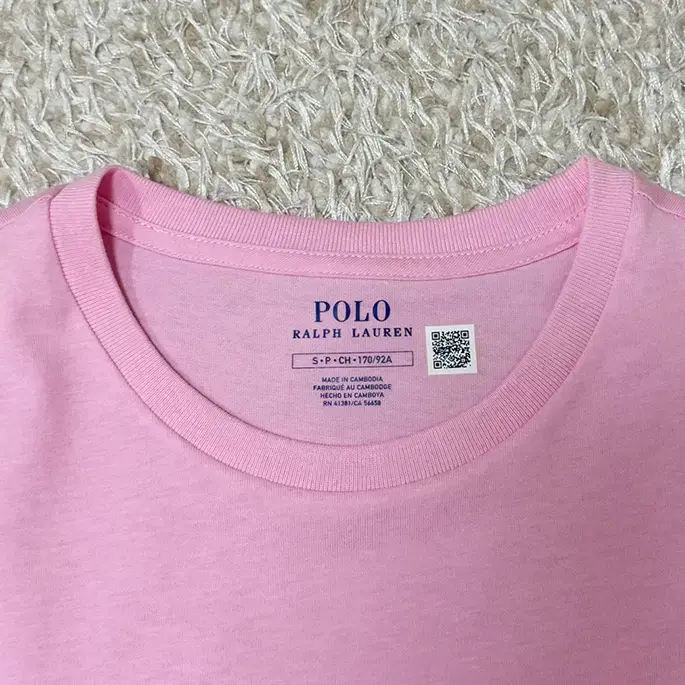 POLO
RALPH LAUREN
S • P • CH • 170/92A
MADE IN CAMBODIA
FABRIQUÉ AU CAMBODGE
HECHO EN CAMBOYA
RN 41381/CA 56658